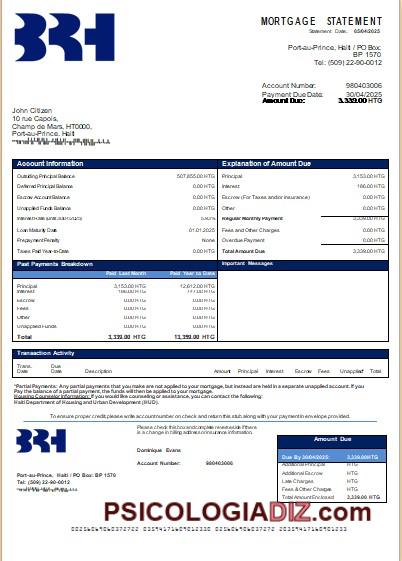 BRH
MORTGAGE STATEMENT
Statement Date: 05/04/2025
Port-au-Prince, Haiti / PO Box:
BP 1570
Tel: (509) 22-90-0012
Account Number: 980403006
Payment Due Date: 30/04/2025
Amount Due: 3,339.00 HTG
John Citizen
10 rue Capois,
Champ de Mars, HT0000,
Port-au-Prince, Haiti
Account Information
Outstanding Principal Balance 507,855.00 HTG
Deferred Principal Balance 0.00 HTG
Escrow Account Balance 0.00 HTG
Unapplied Funds Balance 0.00 HTG
Loan Maturity Date 01.01.2025
Prepayment Penalty None
Taxes Paid Year-to-Date 0.00 HTG
Explanation of Amount Due
Principal 3,153.00 HTG
Interest 186.00 HTG
Escrow (For Taxes and/or Insurance) 0.00 HTG
Other 0.00 HTG
Regular Monthly Payment 3,339.00 HTG
Fees and Other Charges 0.00 HTG
Overdue Payment 0.00 HTG
Total Amount Due 3,339.00 HTG
Past Payments Breakdown
Paid Last Month Paid Year to Date
Principal 3,153.00 HTG 12,612.00 HTG
Interest 186.00 HTG
Escrow 0.00 HTG 0.00 HTG
Fees 0.00 HTG 0.00 HTG
Other 0.00 HTG 0.00 HTG
Unapplied Funds 0.00 HTG 0.00 HTG
Total 3,339.00 HTG 13,359.00 HTG
Important Messages
Transaction Activity
Trans. Date Due Date Description Amount Principal Interest Escrow Fees Unapplied Total
*Partial Payments: Any partial payments that you make are not applied to your mortgage, but instead are held in a separate unapplied account. If you
Pay the balance of a partial payment, the funds will then be applied to your mortgage.
Housing Counselor Information: If you would like counseling or assistance, you can contact the following:
Haiti Department of Housing and Urban Development (HUD).
To ensure proper credit, please write account number on check and return this stub along with your payment in envelope provided.
BRH
Please check this box and complete reverse side if there
is a change in billing address or insurance information.
Dominique Evans
Account Number: 980403006
Port-au-Prince, Haiti / PO Box: BP 1570
Tel: (509) 22-90-0012
Amount Due
Due By 30/04/2025: 3,339.00 HTG
Additional Principal HTG
Additional Escrow HTG
Late Charges HTG
Fees & Other Charges HTG
Total Amount Enclosed 3,339.00 HTG
PSICOLOGIADIZ.com